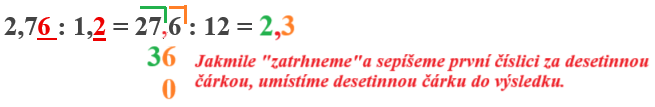 2,76 : 1,2 = 27,6 : 12 = 2,3
36
0
Jakmile "zatrhneme"a sepíšeme první číslici za desetinnou
čárkou, umístíme desetinnou čárku do výsledku.